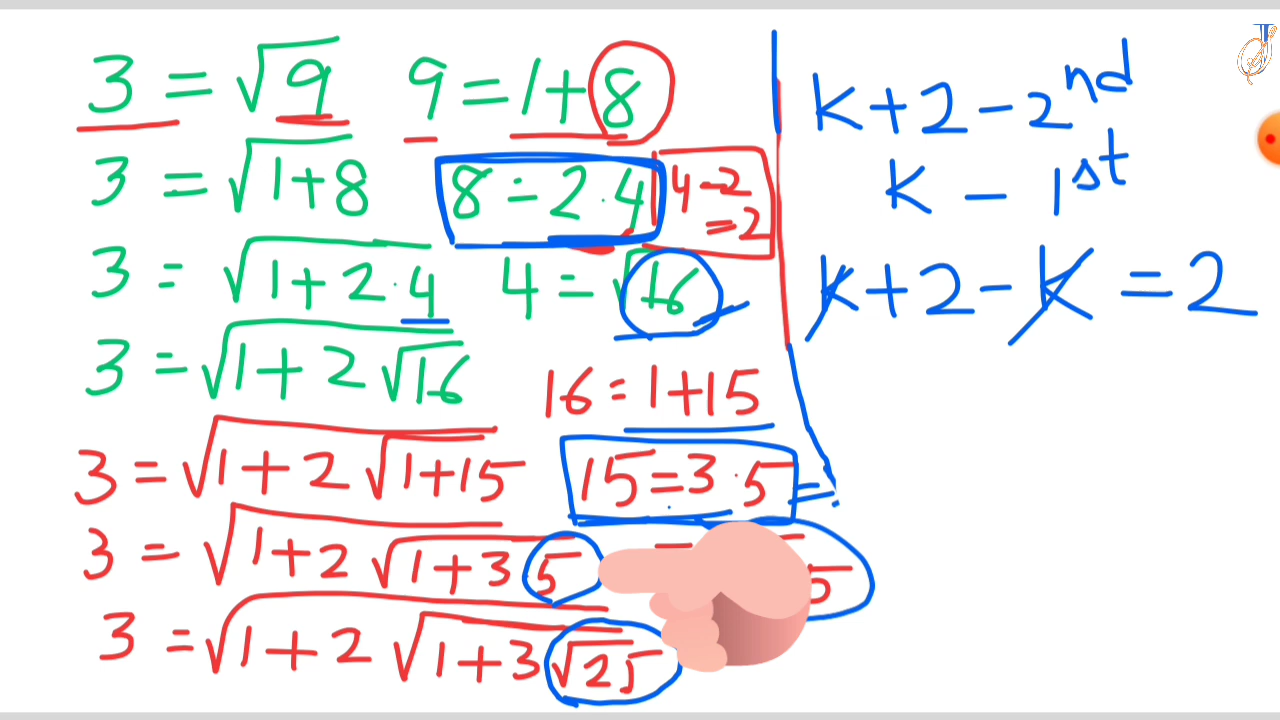 3 = √9  9 = 1+8
3 = √(1+8)  8 = 2·4  4-2
=2
3 = √(1+2·4)  4 = √16
3 = √(1+2√16)
16 = 1+15
3 = √(1+2√(1+15))  15 = 3·5 =
3 = √(1+2√(1+3 5))
3 = √(1+2√(1+3√25))
k+2 - 2nd
k - 1st
k+2 - k = 2